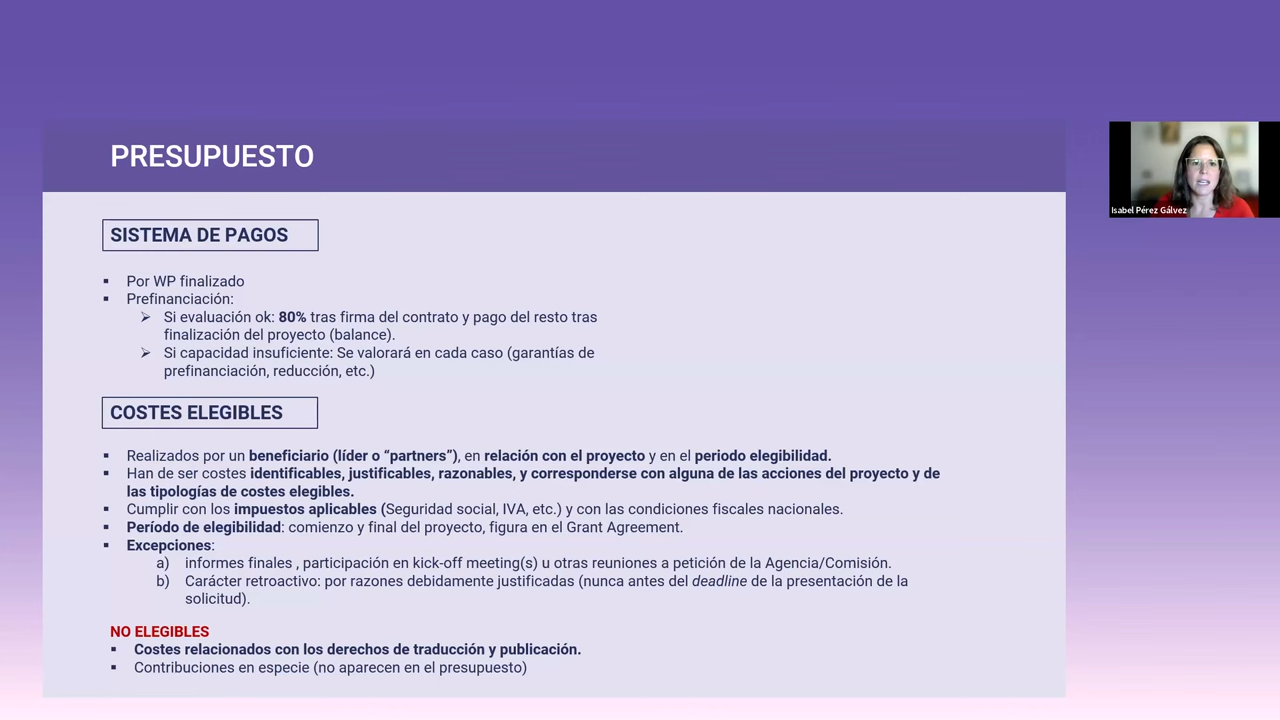 PRESUPUESTO
Isabel Pérez Gálvez
SISTEMA DE PAGOS
▪ Por WP finalizado
▪ Prefinanciación:
➢ Si evaluación ok: 80% tras firma del contrato y pago del resto tras
finalización del proyecto (balance).
➢ Si capacidad insuficiente: Se valorará en cada caso (garantías de
prefinanciación, reducción, etc.)
COSTES ELEGIBLES
▪ Realizados por un beneficiario (líder o “partners”), en relación con el proyecto y en el periodo elegibilidad.
▪ Han de ser costes identificables, justificables, razonables, y corresponderse con alguna de las acciones del proyecto y de
las tipologías de costes elegibles.
▪ Cumplir con los impuestos aplicables (Seguridad social, IVA, etc.) y con las condiciones fiscales nacionales.
▪ Período de elegibilidad: comienzo y final del proyecto, figura en el Grant Agreement.
▪ Excepciones:
a) informes finales , participación en kick-off meeting(s) u otras reuniones a petición de la Agencia/Comisión.
b) Carácter retroactivo: por razones debidamente justificadas (nunca antes del deadline de la presentación de la
solicitud).
NO ELEGIBLES
▪ Costes relacionados con los derechos de traducción y publicación.
▪ Contribuciones en especie (no aparecen en el presupuesto)